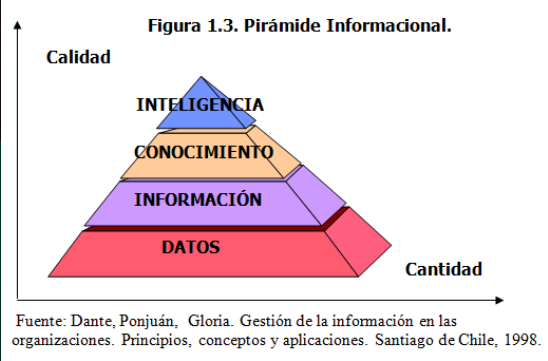 Figura 1.3. Pirámide Informacional.
Calidad
INTELIGENCIA
CONOCIMIENTO
INFORMACIÓN
DATOS
Cantidad
Fuente: Dante, Ponjuán, Gloria. Gestión de la información en las
organizaciones. Principios, conceptos y aplicaciones. Santiago de Chile, 1998.